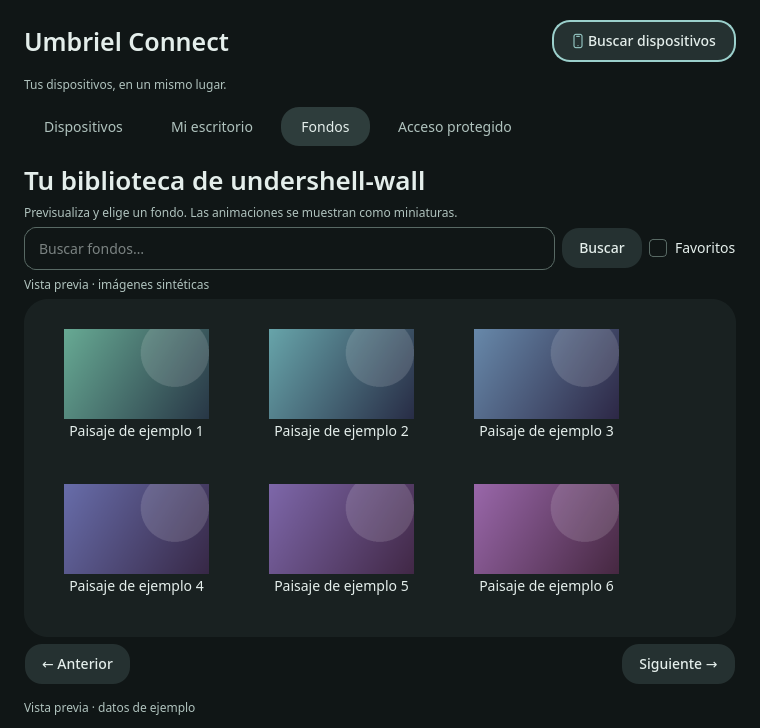 Umbriel Connect
Buscar dispositivos
Tus dispositivos, en un mismo lugar.
Dispositivos Mi escritorio Fondos Acceso protegido
Tu biblioteca de undershell-wall
Previsualiza y elige un fondo. Las animaciones se muestran como miniaturas.
Buscar fondos... Buscar Favoritos
Vista previa · imágenes sintéticas
Paisaje de ejemplo 1 Paisaje de ejemplo 2 Paisaje de ejemplo 3
Paisaje de ejemplo 4 Paisaje de ejemplo 5 Paisaje de ejemplo 6
← Anterior Siguiente →
Vista previa · datos de ejemplo